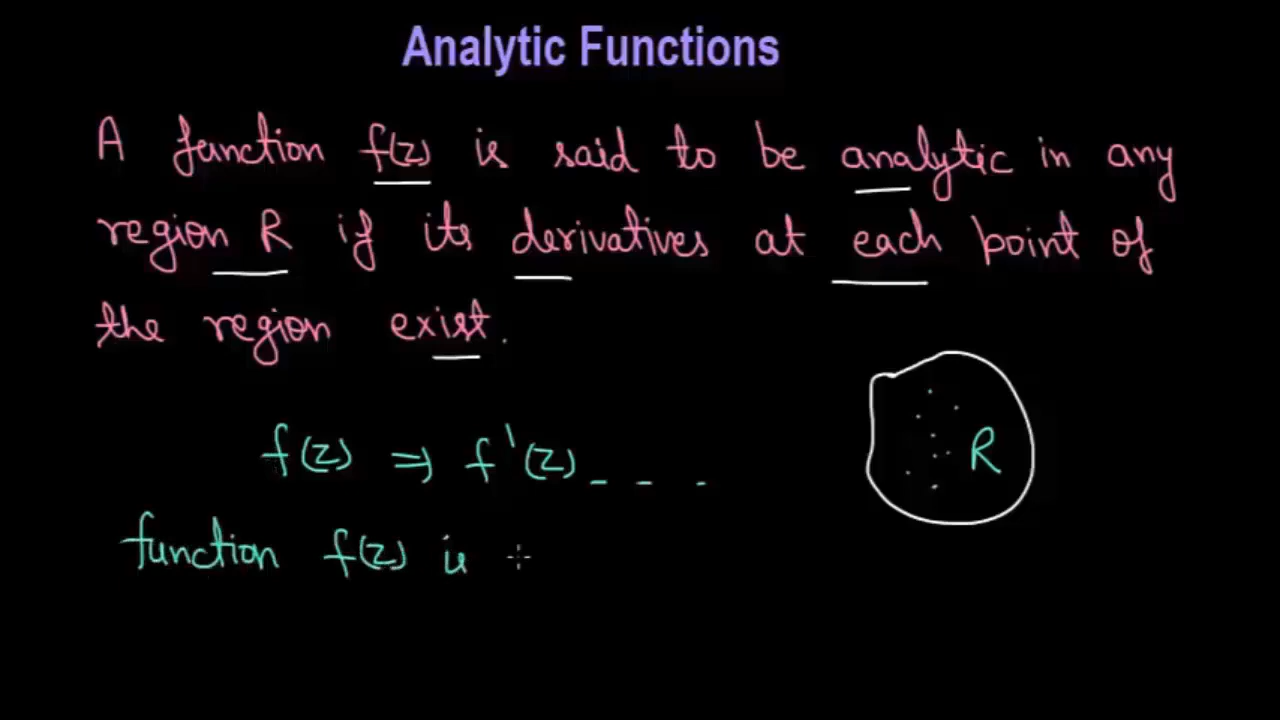 Analytic Functions
A function f(z) is said to be analytic in any
region R if its derivatives at each point of
the region exist.
f(z) ⇒ f'(z) _ _ _
R
function f(z) is